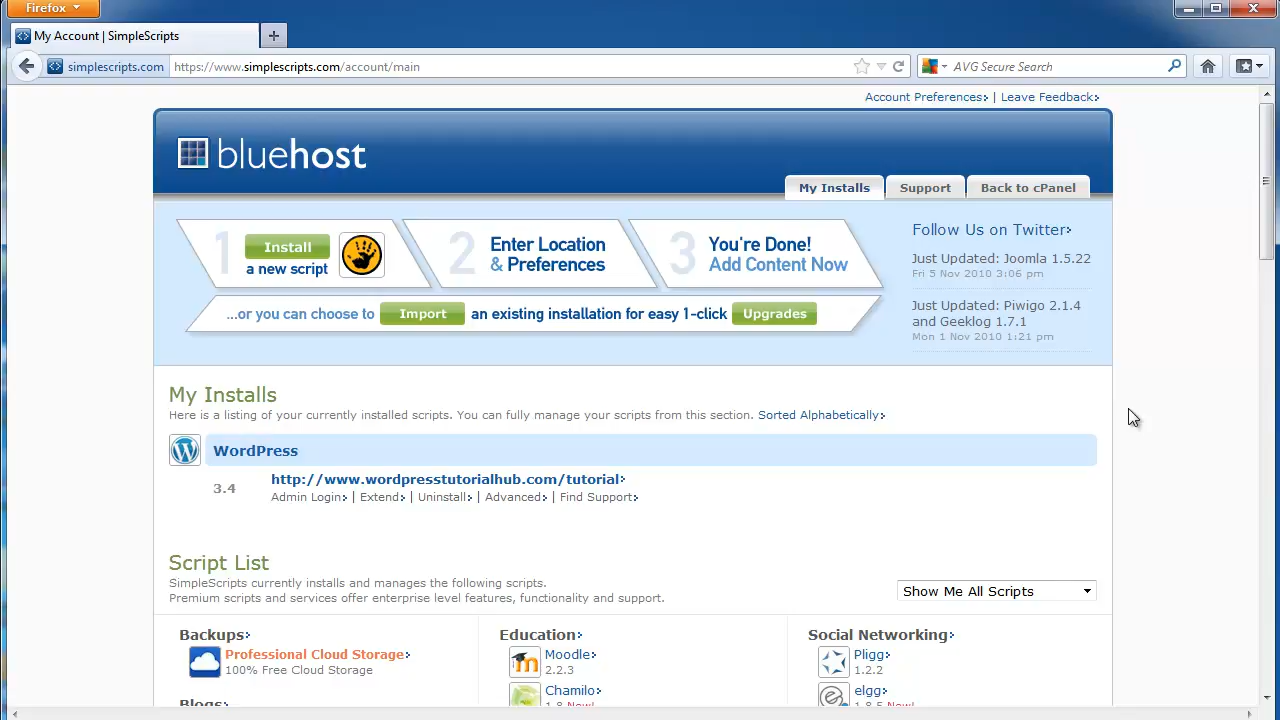 Firefox
My Account | SimpleScripts
simplescripts.com
https://www.simplescripts.com/account/main
AVG Secure Search
Account Preferences | Leave Feedback
bluehost
My Installs
Support
Back to cPanel
1 Install
a new script
2 Enter Location
& Preferences
3 You're Done!
Add Content Now
...or you can choose to Import an existing installation for easy 1-click Upgrades
Follow Us on Twitter
Just Updated: Joomla 1.5.22
Fri 5 Nov 2010 3:06 pm
Just Updated: Piwigo 2.1.4
and Geeklog 1.7.1
Mon 1 Nov 2010 1:21 pm
My Installs
Here is a listing of your currently installed scripts. You can fully manage your scripts from this section. Sorted Alphabetically
WordPress
3.4
http://www.wordpresstutorialhub.com/tutorial
Admin Login | Extend | Uninstall | Advanced | Find Support
Script List
SimpleScripts currently installs and manages the following scripts.
Premium scripts and services offer enterprise level features, functionality and support.
Show Me All Scripts
Backups
Professional Cloud Storage
100% Free Cloud Storage
Blogs
Education
Moodle
2.2.3
Chamilo
1.8 New!
Social Networking
Pligg
1.2.2
elgg
1.8.5 New!